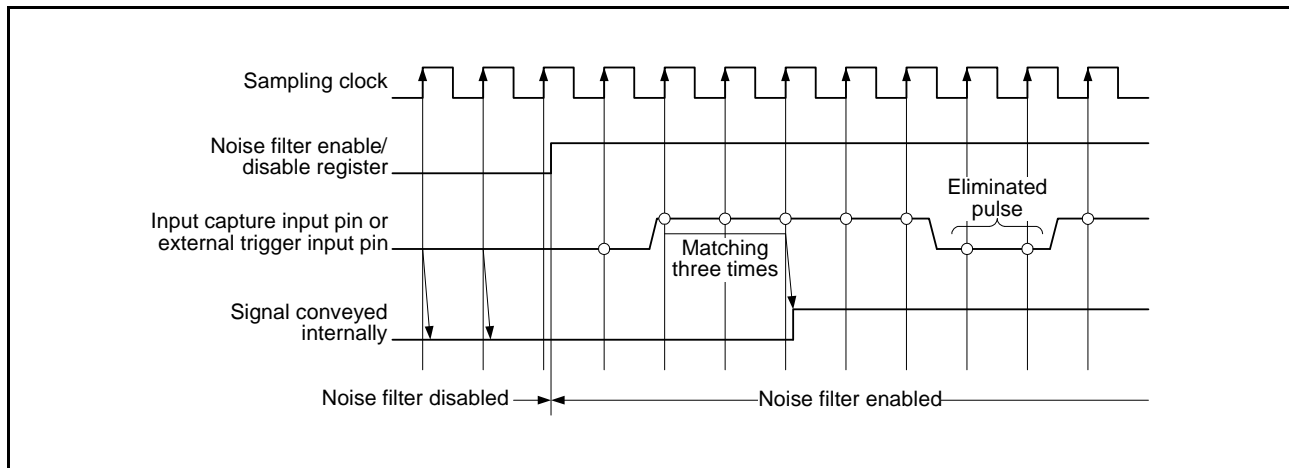 Sampling clock
Noise filter enable/
disable register
Input capture input pin or
external trigger input pin
Eliminated
pulse
Matching
three times
Signal conveyed
internally
Noise filter disabled
Noise filter enabled